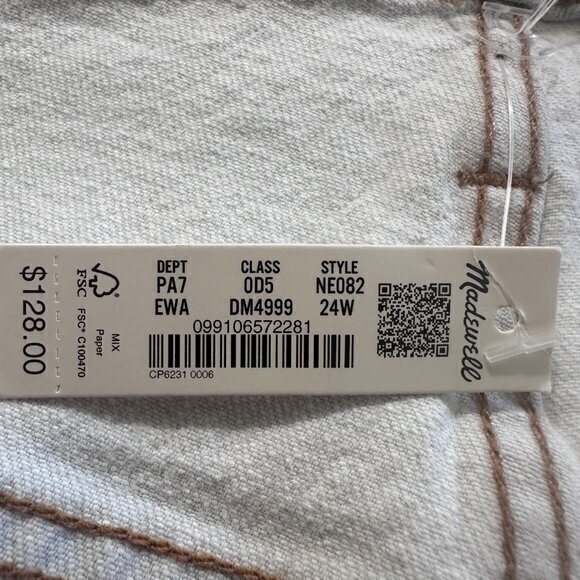 DEPT CLASS STYLE
PA7 0D5 NE082
EWA DM4999 24W
099106572281
CP6231 0006
Madewell
MIX
Paper
FSC FSC® C100470
$128.00